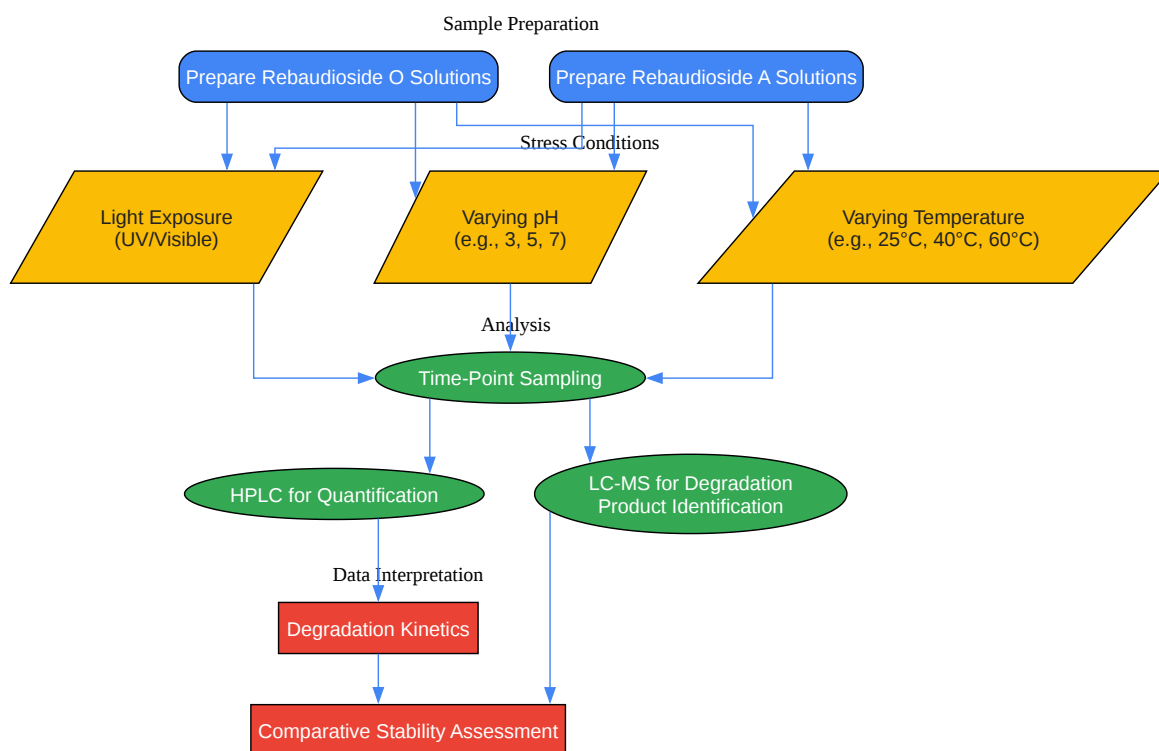 Sample Preparation
Prepare Rebaudioside O Solutions
Prepare Rebaudioside A Solutions
Stress Conditions
Light Exposure
(UV/Visible)
Varying pH
(e.g., 3, 5, 7)
Varying Temperature
(e.g., 25°C, 40°C, 60°C)
Analysis
Time-Point Sampling
HPLC for Quantification
LC-MS for Degradation
Product Identification
Data Interpretation
Degradation Kinetics
Comparative Stability Assessment